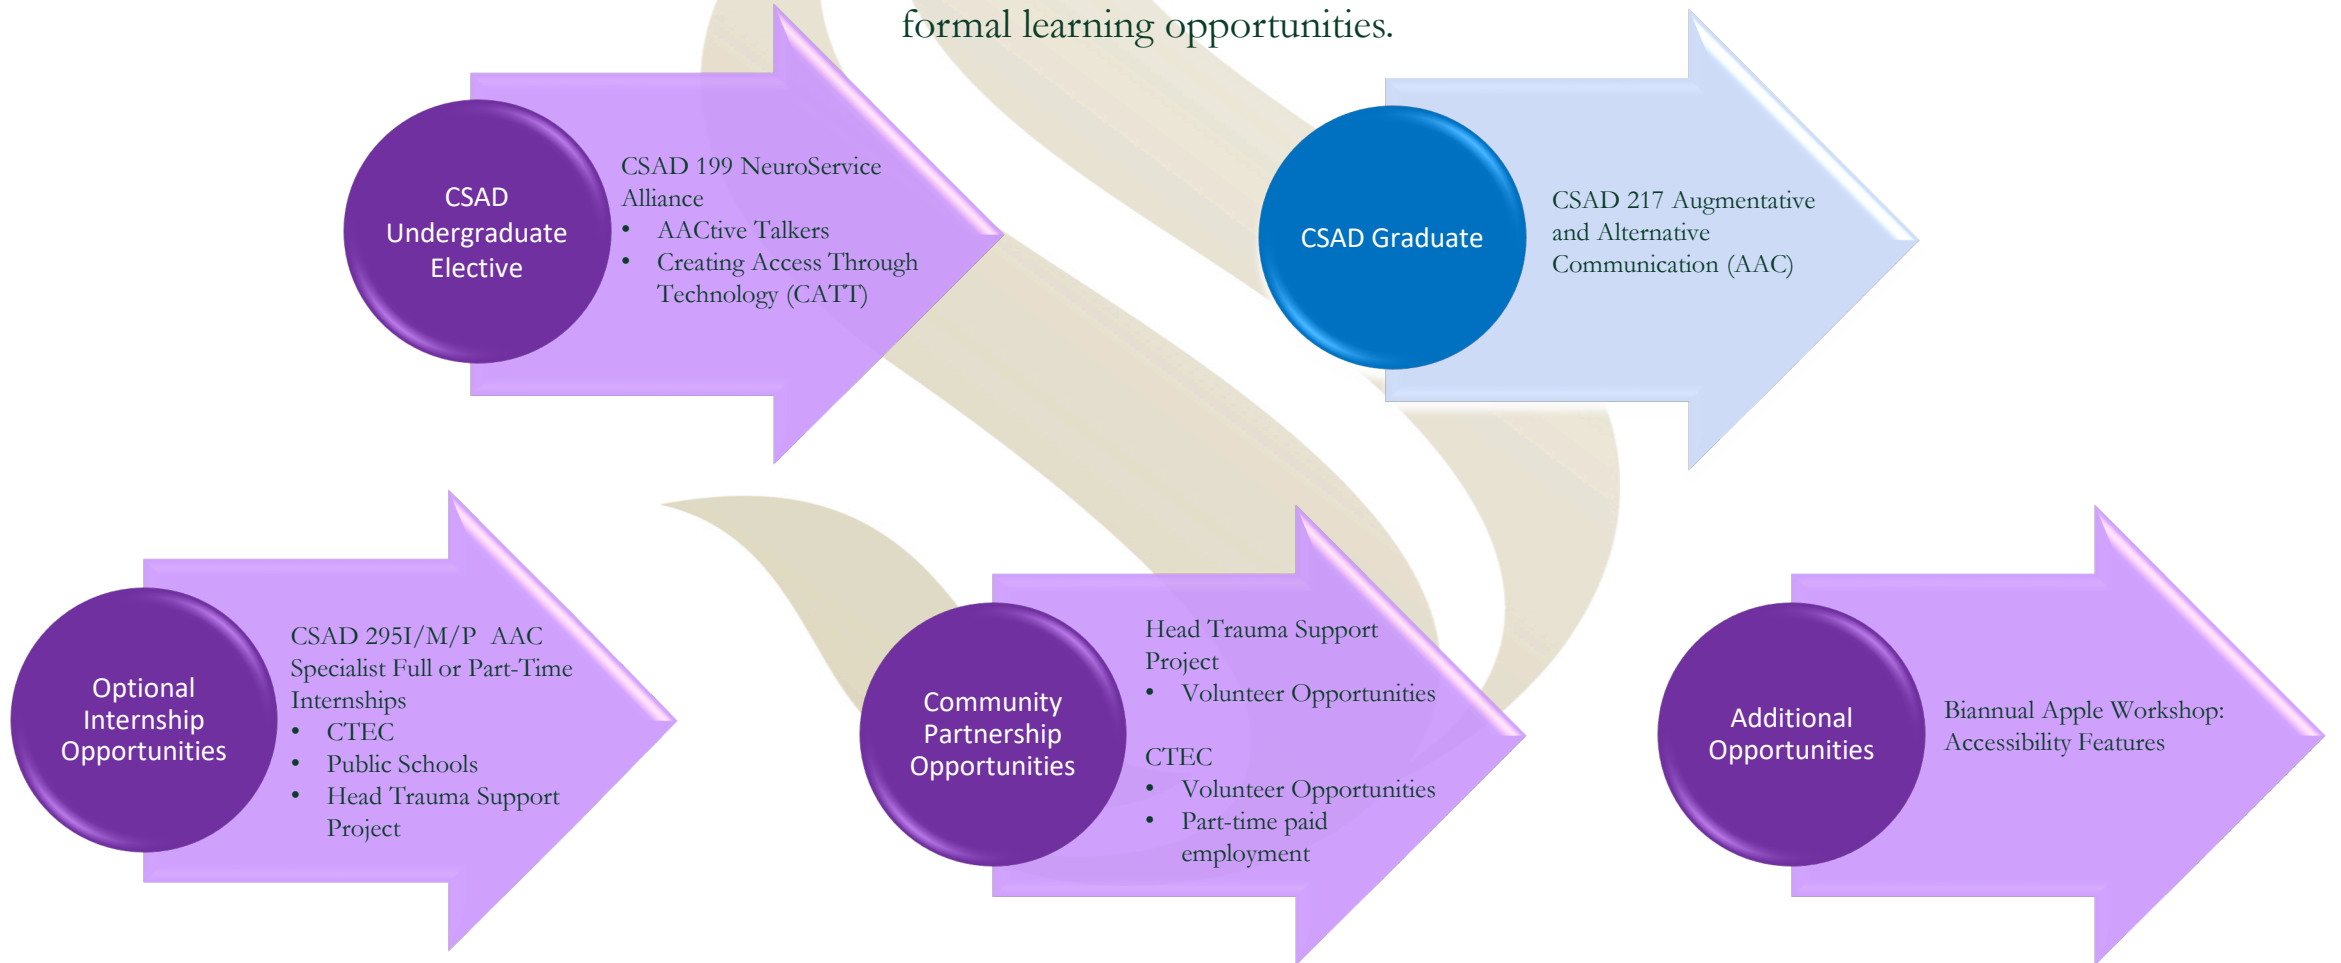 formal learning opportunities.
CSAD
Undergraduate
Elective
CSAD 199 NeuroService
Alliance
• AACtive Talkers
• Creating Access Through
Technology (CATT)
CSAD Graduate
CSAD 217 Augmentative
and Alternative
Communication (AAC)
Optional
Internship
Opportunities
CSAD 295I/M/P  AAC
Specialist Full or Part-Time
Internships
• CTEC
• Public Schools
• Head Trauma Support
Project
Community
Partnership
Opportunities
Head Trauma Support
Project
• Volunteer Opportunities
CTEC
• Volunteer Opportunities
• Part-time paid
employment
Additional
Opportunities
Biannual Apple Workshop:
Accessibility Features